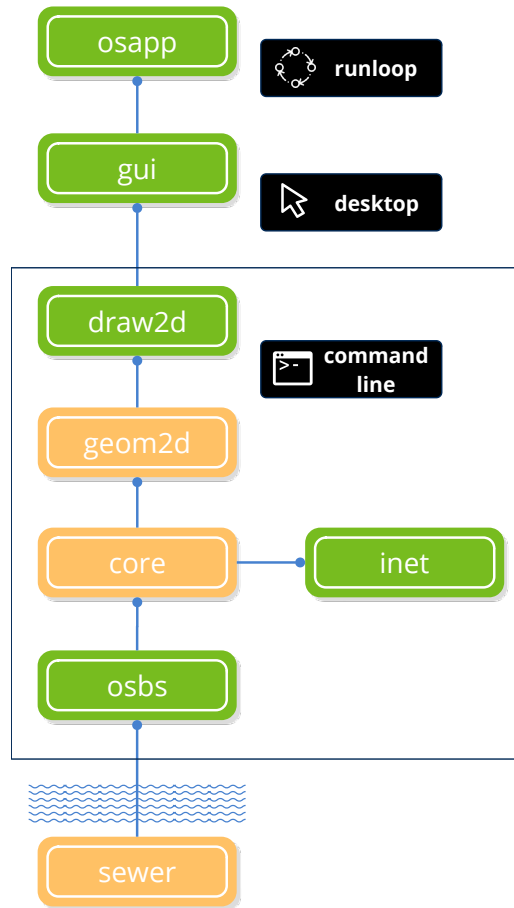 osapp
runloop
gui
desktop
draw2d
command
line
>-
geom2d
core
inet
osbs
sewer